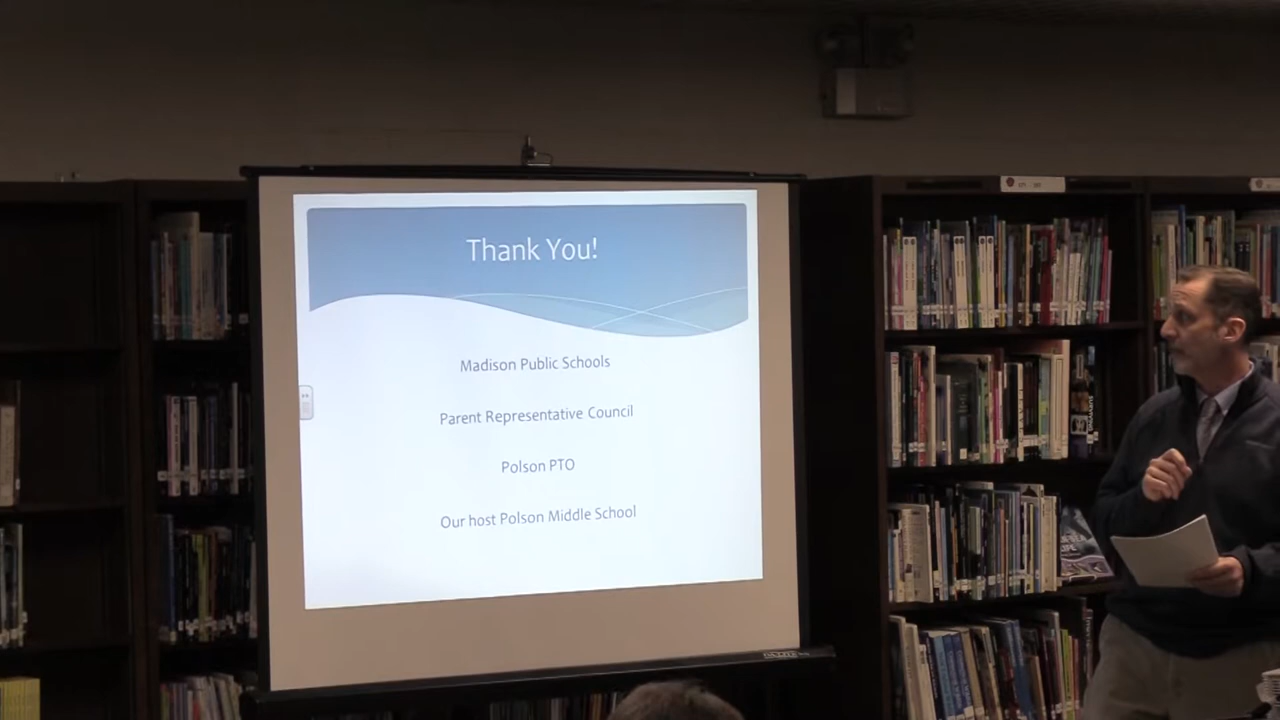 Thank You!
Madison Public Schools
Parent Representative Council
Polson PTO
Our host Polson Middle School